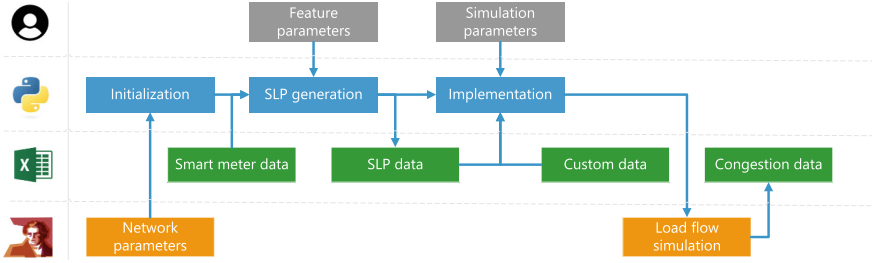 Feature
parameters
Simulation
parameters
Initialization
SLP generation
Implementation
Smart meter data
SLP data
Custom data
Congestion data
Network
parameters
Load flow
simulation